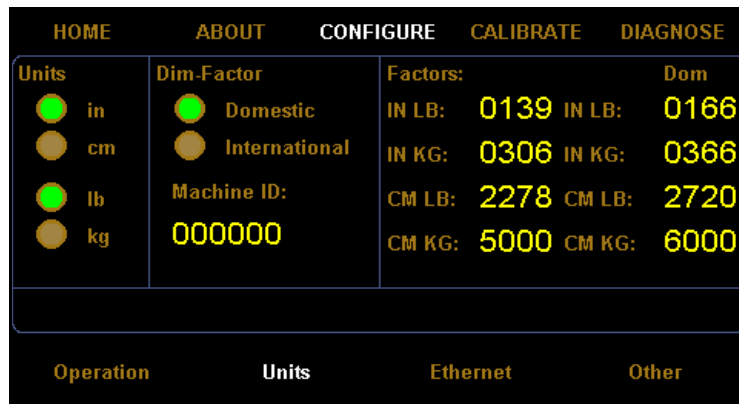 HOME ABOUT CONFIGURE CALIBRATE DIAGNOSE
Units Dim-Factor Factors: Dom
in Domestic IN LB: 0139 IN LB: 0166
cm International IN KG: 0306 IN KG: 0366
lb Machine ID: CM LB: 2278 CM LB: 2720
kg 000000 CM KG: 5000 CM KG: 6000
Operation Units Ethernet Other